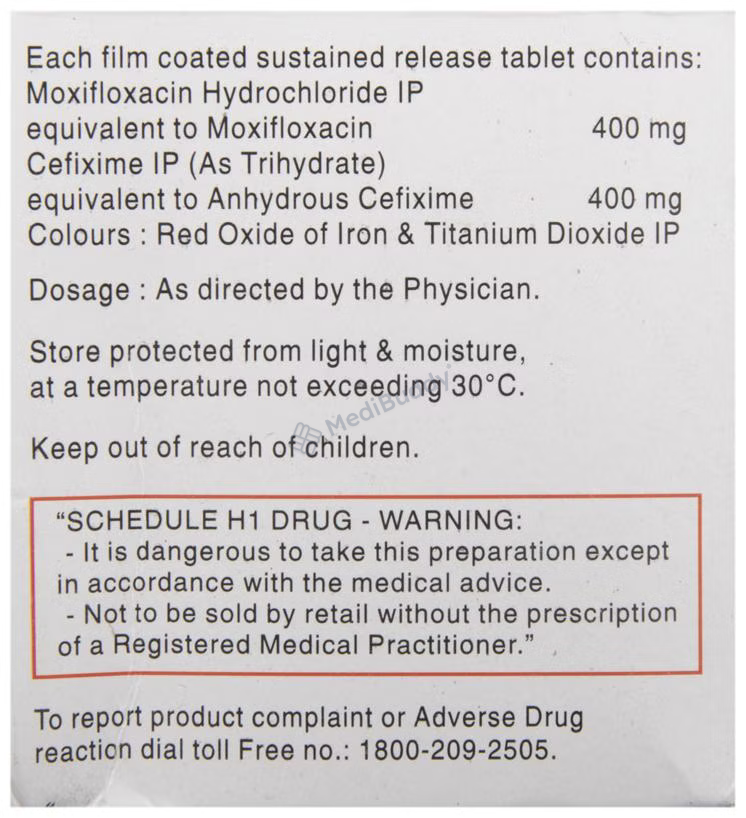 Each film coated sustained release tablet contains:
Moxifloxacin Hydrochloride IP
equivalent to Moxifloxacin 400 mg
Cefixime IP (As Trihydrate)
equivalent to Anhydrous Cefixime 400 mg
Colours : Red Oxide of Iron & Titanium Dioxide IP
Dosage : As directed by the Physician.
Store protected from light & moisture,
at a temperature not exceeding 30°C.
MediBuddy
Keep out of reach of children.
“SCHEDULE H1 DRUG - WARNING:
- It is dangerous to take this preparation except
in accordance with the medical advice.
- Not to be sold by retail without the prescription
of a Registered Medical Practitioner.”
To report product complaint or Adverse Drug
reaction dial toll Free no.: 1800-209-2505.